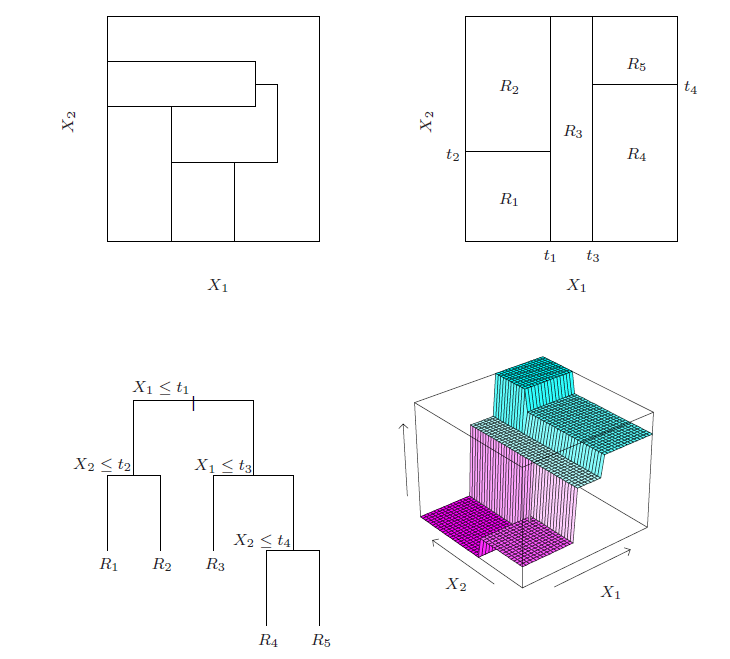 X₂
X₁
X₂
R₅
R₂
t₄
R₃
t₂
R₄
R₁
t₁
t₃
X₁
X₁ ≤ t₁
X₂ ≤ t₂
X₁ ≤ t₃
X₂ ≤ t₄
R₁
R₂
R₃
R₄
R₅
X₂
X₁